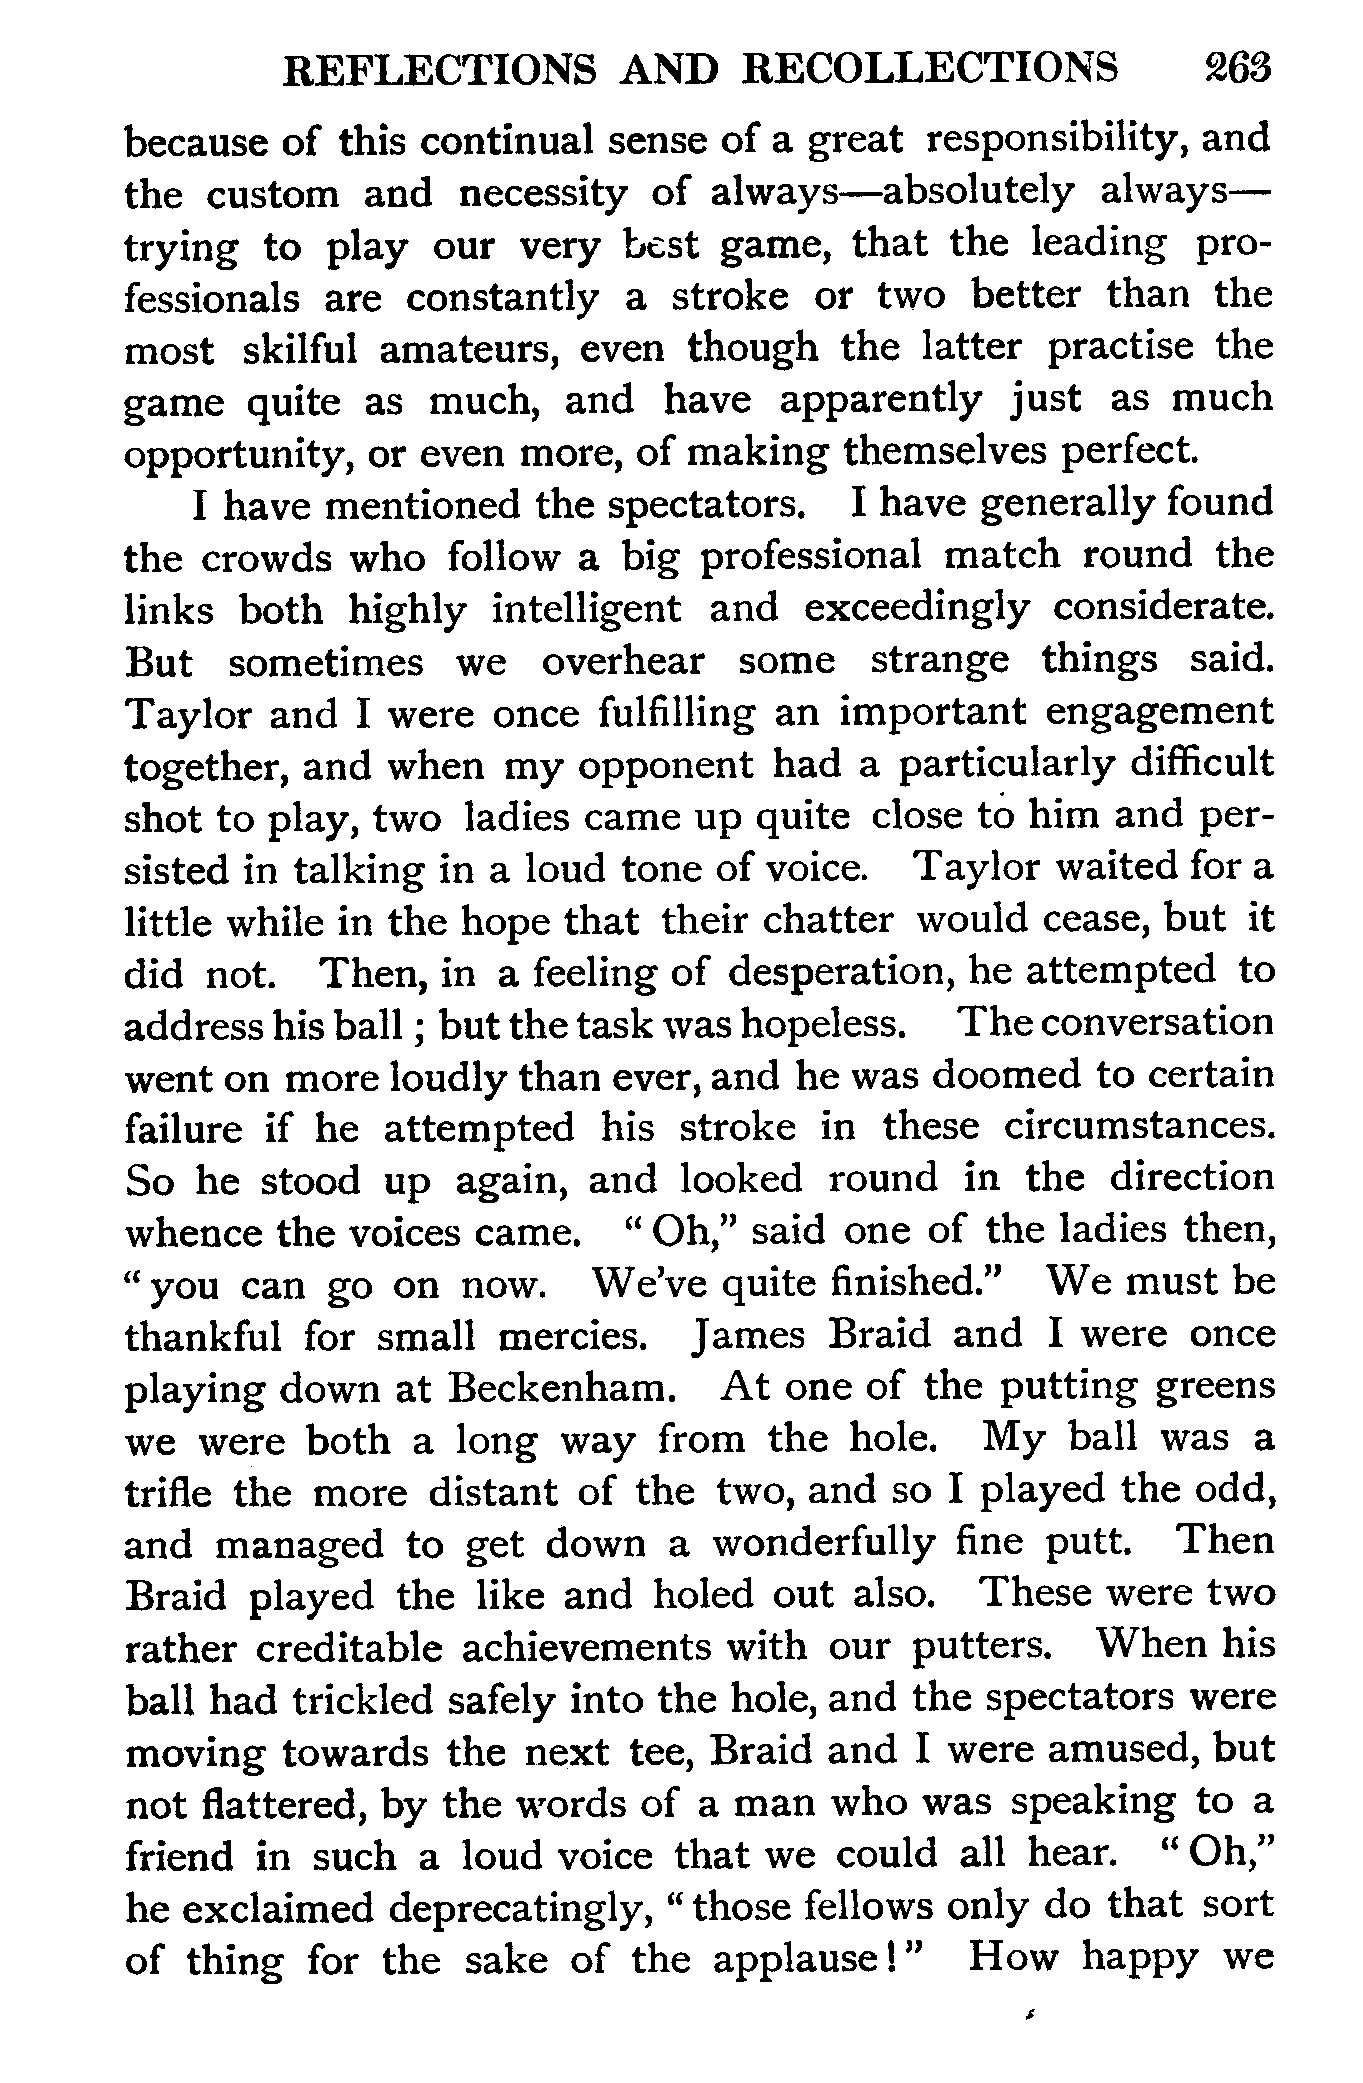 REFLECTIONS AND RECOLLECTIONS 263
because of this continual sense of a great responsibility, and
the custom and necessity of always—absolutely always—
trying to play our very best game, that the leading pro-
fessionals are constantly a stroke or two better than the
most skilful amateurs, even though the latter practise the
game quite as much, and have apparently just as much
opportunity, or even more, of making themselves perfect.
I have mentioned the spectators. I have generally found
the crowds who follow a big professional match round the
links both highly intelligent and exceedingly considerate.
But sometimes we overhear some strange things said.
Taylor and I were once fulfilling an important engagement
together, and when my opponent had a particularly difficult
shot to play, two ladies came up quite close to him and per-
sisted in talking in a loud tone of voice. Taylor waited for a
little while in the hope that their chatter would cease, but it
did not. Then, in a feeling of desperation, he attempted to
address his ball ; but the task was hopeless. The conversation
went on more loudly than ever, and he was doomed to certain
failure if he attempted his stroke in these circumstances.
So he stood up again, and looked round in the direction
whence the voices came. “ Oh,” said one of the ladies then,
“ you can go on now. We’ve quite finished.” We must be
thankful for small mercies. James Braid and I were once
playing down at Beckenham. At one of the putting greens
we were both a long way from the hole. My ball was a
trifle the more distant of the two, and so I played the odd,
and managed to get down a wonderfully fine putt. Then
Braid played the like and holed out also. These were two
rather creditable achievements with our putters. When his
ball had trickled safely into the hole, and the spectators were
moving towards the next tee, Braid and I were amused, but
not flattered, by the words of a man who was speaking to a
friend in such a loud voice that we could all hear. “ Oh,”
he exclaimed deprecatingly, “ those fellows only do that sort
of thing for the sake of the applause ! ” How happy we